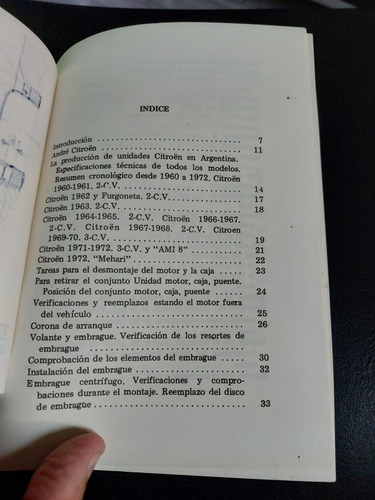 INDICE
Introducción . . . . . . . . . . . . . . . . . . . . . . . . . . 7
André Citroën . . . . . . . . . . . . . . . . . . . . . . . . . 11
La producción de unidades Citroën en Argentina.
Especificaciones técnicas de todos los modelos.
Resumen cronológico desde 1960 a 1972. Citroën
1960-1961. 2-C.V. . . . . . . . . . . . . . . . . . . . . . . 14
Citroën 1962 y Furgoneta. 2-C.V. . . . . . . . . . . . . . 17
Citroën 1963. 2-C.V. . . . . . . . . . . . . . . . . . . . . . 18
Citroën 1964-1965. 2-C.V. Citroen 1966-1967.
2-C.V. Citroën 1967-1968. 2-C.V. Citroen
1969-70. 3-C.V. . . . . . . . . . . . . . . . . . . . . . . . 19
Citroën 1971-1972. 3-C.V. y “AMI 8” . . . . . . . . . . . 21
Citroën 1972. “Mehari” . . . . . . . . . . . . . . . . . . . 22
Tareas para el desmontaje del motor y la caja . . . . . 23
Para retirar el conjunto Unidad motor, caja, puente.
Posición del conjunto motor, caja, puente . . . . . . . 24
Verificaciones y reemplazos estando el motor fuera
del vehículo . . . . . . . . . . . . . . . . . . . . . . . . . . 25
Corona de arranque . . . . . . . . . . . . . . . . . . . . . 26
Volante y embrague. Verificación de los resortes de
embrague . . . . . . . . . . . . . . . . . . . . . . . . . . .
Comprobación de los elementos del embrague . . . . . 30
Instalación del embrague . . . . . . . . . . . . . . . . . . 32
Embrague centrífugo. Verificaciones y compro-
baciones durante el montaje. Reemplazo del disco
de embrague . . . . . . . . . . . . . . . . . . . . . . . . . 33